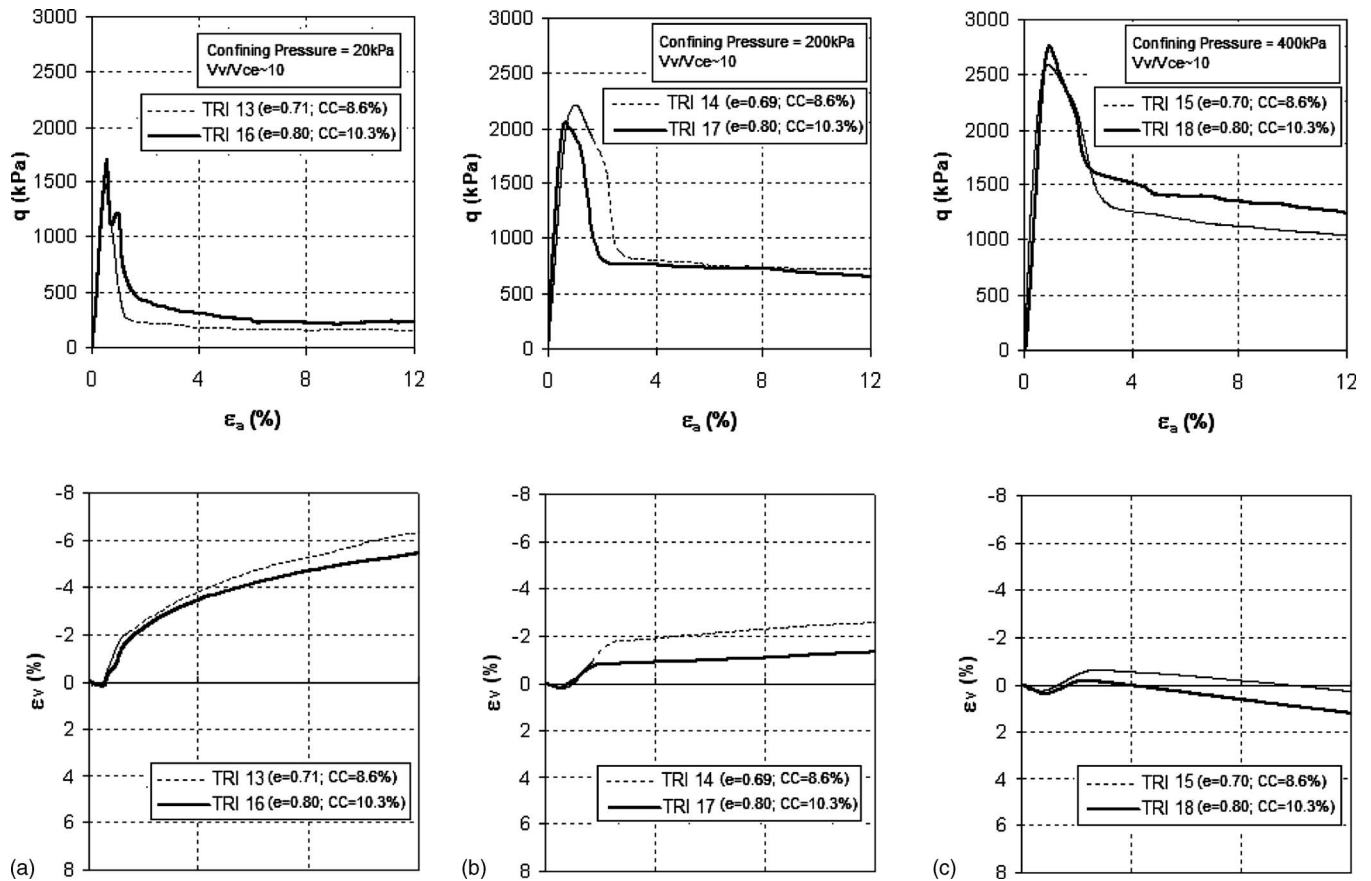 3000
2500
2000
1500
1000
500
0
q (kPa)
Confining Pressure = 20kPa
Vv/Vce~10
TRI 13 (e=0.71; CC=8.6%)
TRI 16 (e=0.80; CC=10.3%)
0 4 8 12
εa (%)
3000
2500
2000
1500
1000
500
0
q (kPa)
Confining Pressure = 200kPa
Vv/Vce~10
TRI 14 (e=0.69; CC=8.6%)
TRI 17 (e=0.80; CC=10.3%)
0 4 8 12
εa (%)
3000
2500
2000
1500
1000
500
0
q (kPa)
Confining Pressure = 400kPa
Vv/Vce~10
TRI 15 (e=0.70; CC=8.6%)
TRI 18 (e=0.80; CC=10.3%)
0 4 8 12
εa (%)
-8
-6
-4
-2
0
2
4
6
8
εv (%)
TRI 13 (e=0.71; CC=8.6%)
TRI 16 (e=0.80; CC=10.3%)
(a)
-8
-6
-4
-2
0
2
4
6
8
εv (%)
TRI 14 (e=0.69; CC=8.6%)
TRI 17 (e=0.80; CC=10.3%)
(b)
-8
-6
-4
-2
0
2
4
6
8
εv (%)
TRI 15 (e=0.70; CC=8.6%)
TRI 18 (e=0.80; CC=10.3%)
(c)